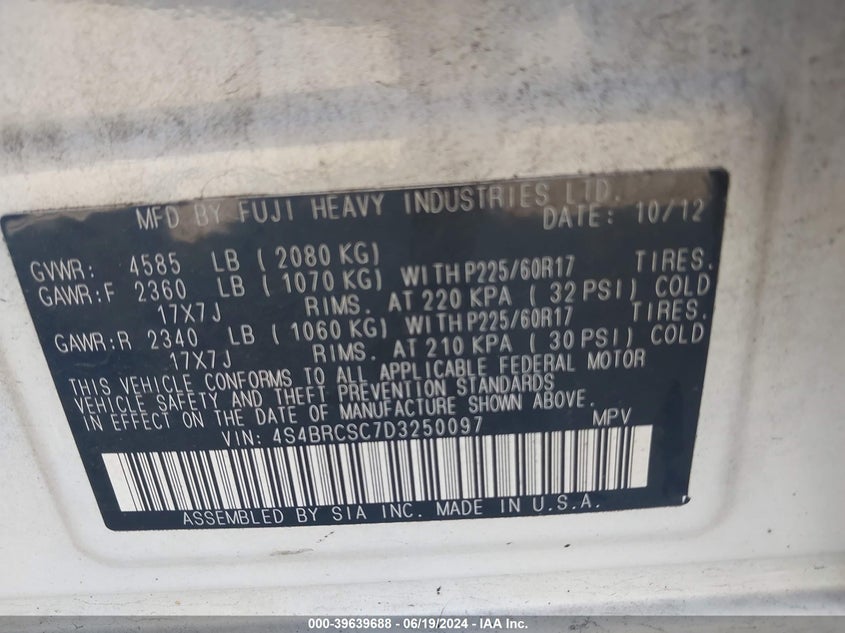 MFD BY FUJI HEAVY INDUSTRIES LTD.
DATE: 10/12
GVWR: 4585 LB ( 2080 KG)
GAWR:F 2360 LB ( 1070 KG) WITH P225/60R17 TIRES.
17X7J RIMS. AT 220 KPA ( 32 PSI) COLD
GAWR:R 2340 LB ( 1060 KG) WITH P225/60R17 TIRES.
17X7J RIMS. AT 210 KPA ( 30 PSI) COLD
THIS VEHICLE CONFORMS TO ALL APPLICABLE FEDERAL MOTOR
VEHICLE SAFETY AND THEFT PREVENTION STANDARDS
IN EFFECT ON THE DATE OF MANUFACTURE SHOWN ABOVE.
VIN: 4S4BRCSC7D3250097 MPV
ASSEMBLED BY SIA INC. MADE IN U.S.A.
000-39639688 - 06/19/2024 - IAA Inc.